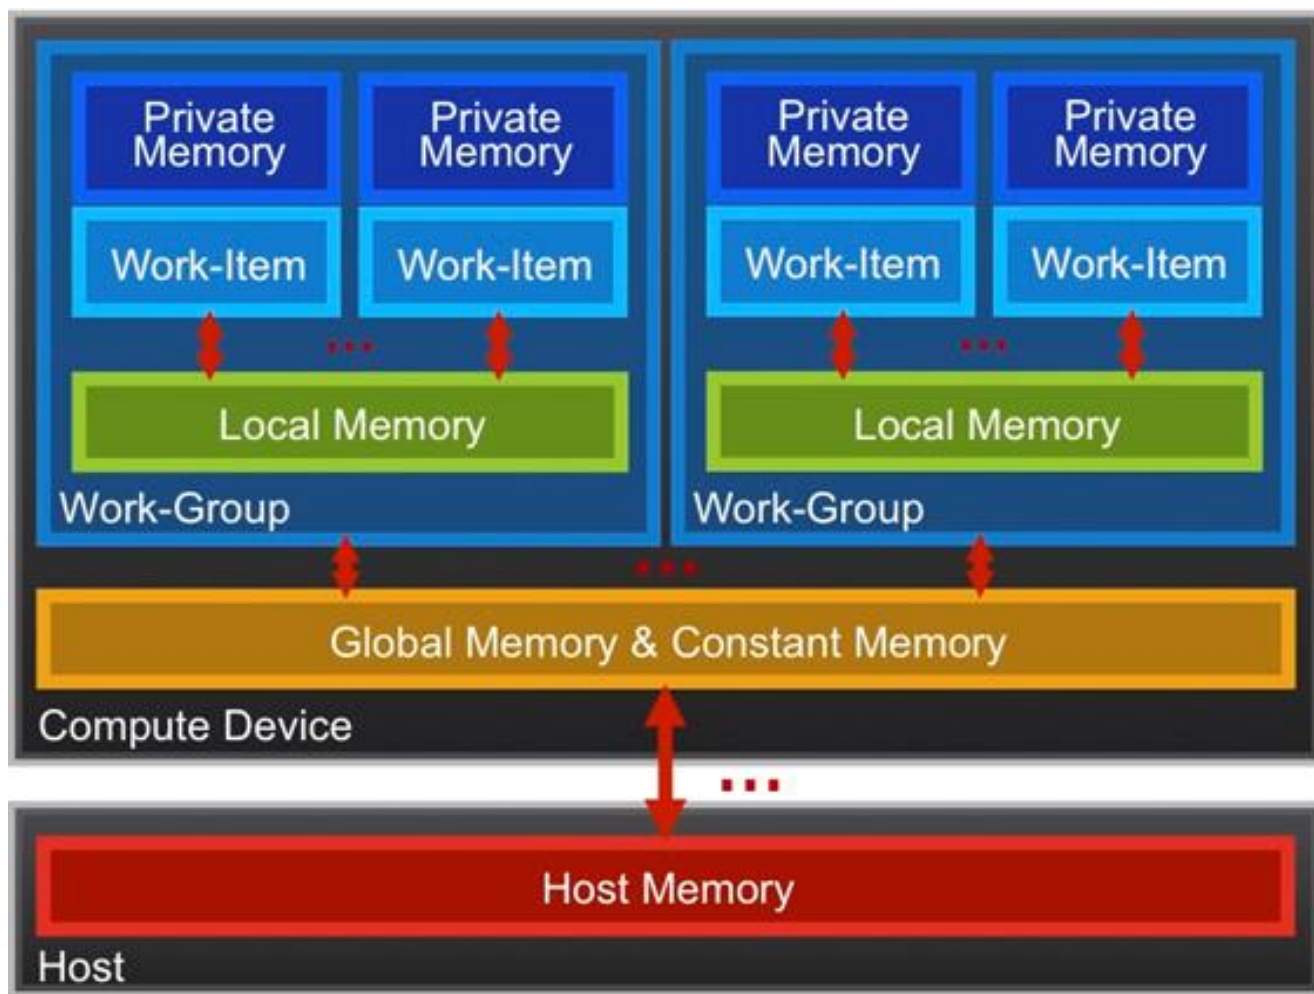 Private
Memory
Private
Memory
Private
Memory
Private
Memory
Work-Item
Work-Item
Work-Item
Work-Item
...
...
Local Memory
Local Memory
Work-Group
Work-Group
...
Global Memory & Constant Memory
Compute Device
...
Host Memory
Host